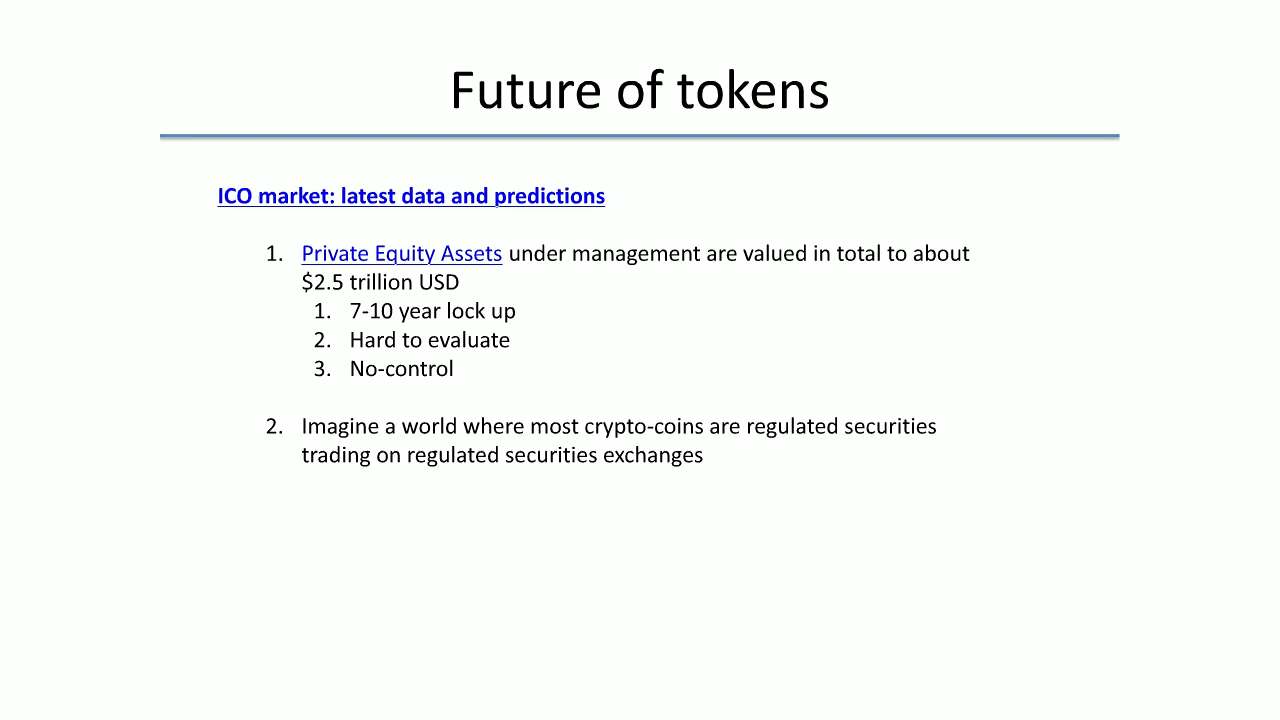 Future of tokens
ICO market: latest data and predictions
1. Private Equity Assets under management are valued in total to about
$2.5 trillion USD
1. 7-10 year lock up
2. Hard to evaluate
3. No-control
2. Imagine a world where most crypto-coins are regulated securities
trading on regulated securities exchanges